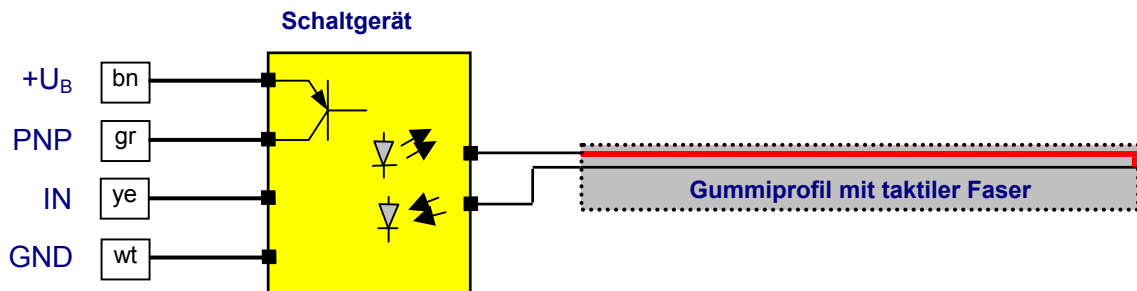 Schaltgerät
+UB bn
PNP gr
IN ye
GND wt
Gummiprofil mit taktiler Faser